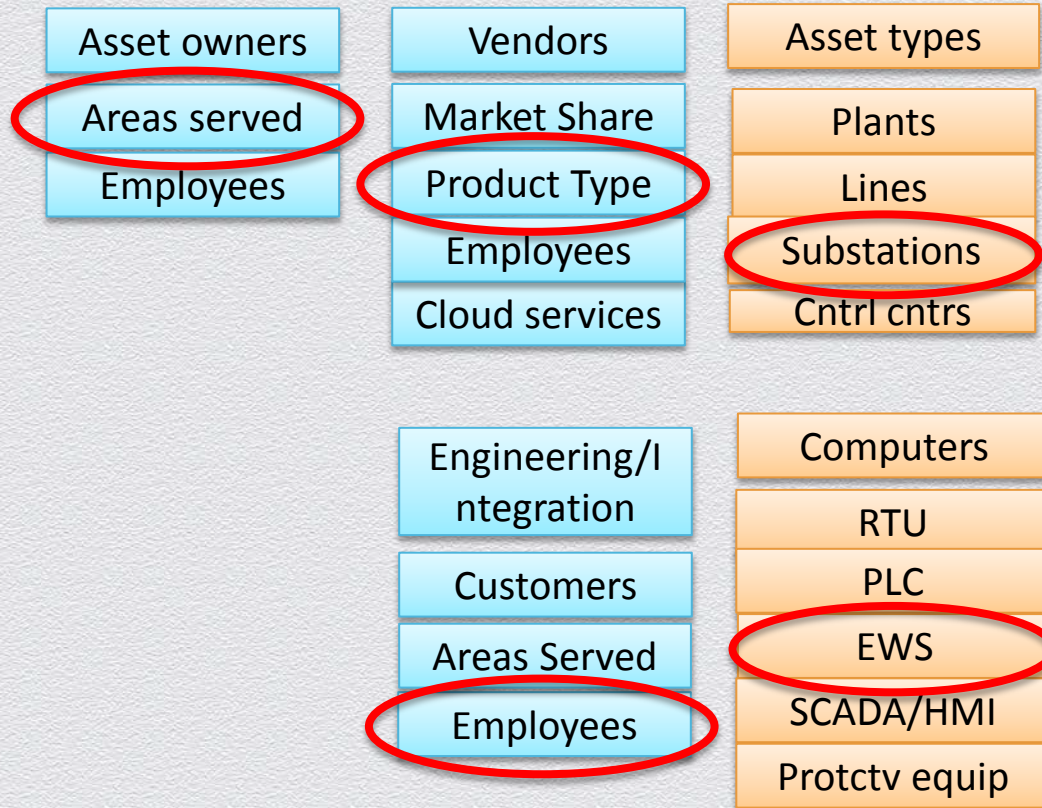 Asset owners
Areas served
Employees
Vendors
Market Share
Product Type
Employees
Cloud services
Asset types
Plants
Lines
Substations
Cntrl cntrs
Engineering/I
ntegration
Customers
Areas Served
Employees
Computers
RTU
PLC
EWS
SCADA/HMI
Protctv equip